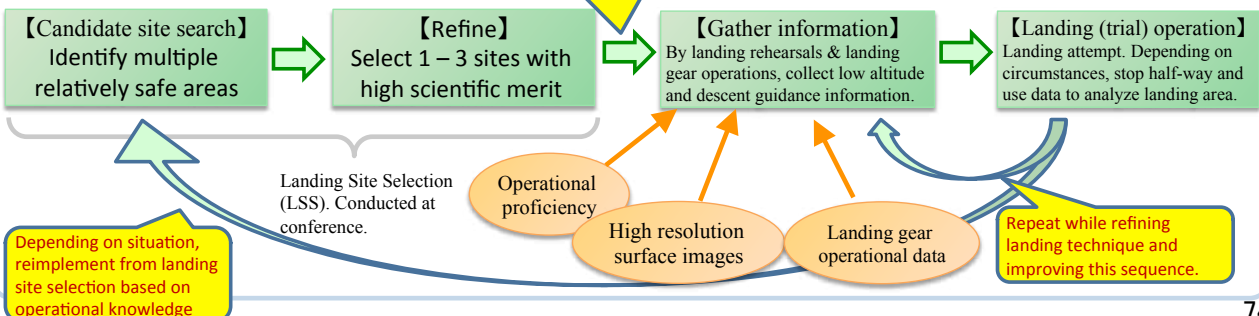 【Candidate site search】
Identify multiple
relatively safe areas
【Refine】
Select 1 – 3 sites with
high scientific merit
【Gather information】
By landing rehearsals & landing
gear operations, collect low altitude
and descent guidance information.
【Landing (trial) operation】
Landing attempt. Depending on
circumstances, stop half-way and
use data to analyze landing area.
Landing Site Selection
(LSS). Conducted at
conference.
Operational
proficiency
High resolution
surface images
Landing gear
operational data
Repeat while refining
landing technique and
improving this sequence.
Depending on situation,
reimplement from landing
site selection based on
operational knowledge
7